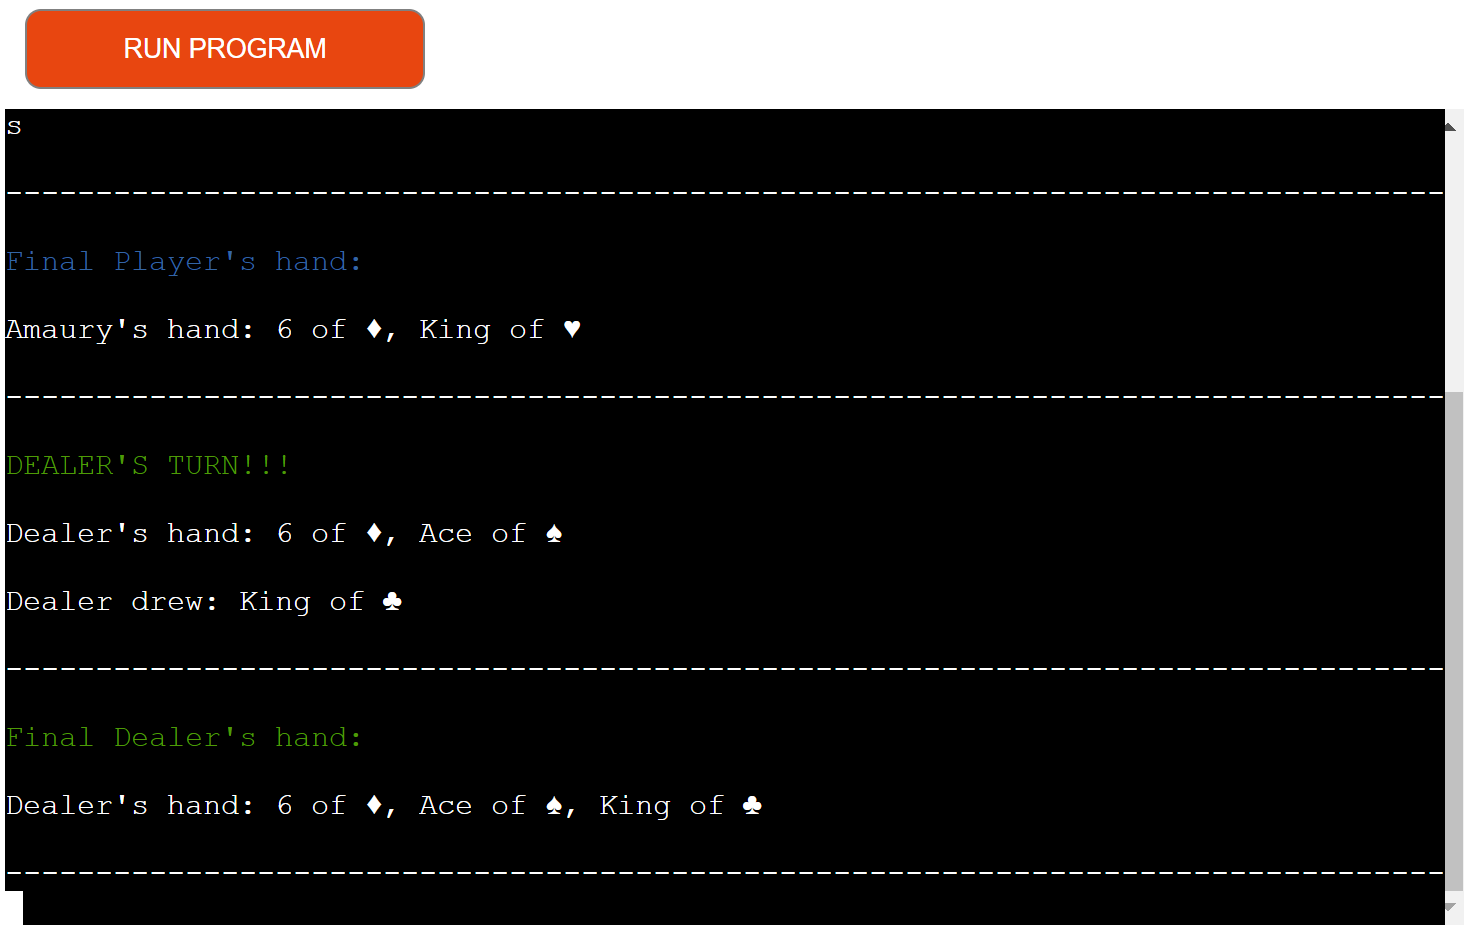 RUN PROGRAM
s
--------------------------------------------------------------------------------
Final Player's hand:
Amaury's hand: 6 of ♦, King of ♥
--------------------------------------------------------------------------------
DEALER'S TURN!!!
Dealer's hand: 6 of ♦, Ace of ♠
Dealer drew: King of ♣
--------------------------------------------------------------------------------
Final Dealer's hand:
Dealer's hand: 6 of ♦, Ace of ♠, King of ♣
--------------------------------------------------------------------------------